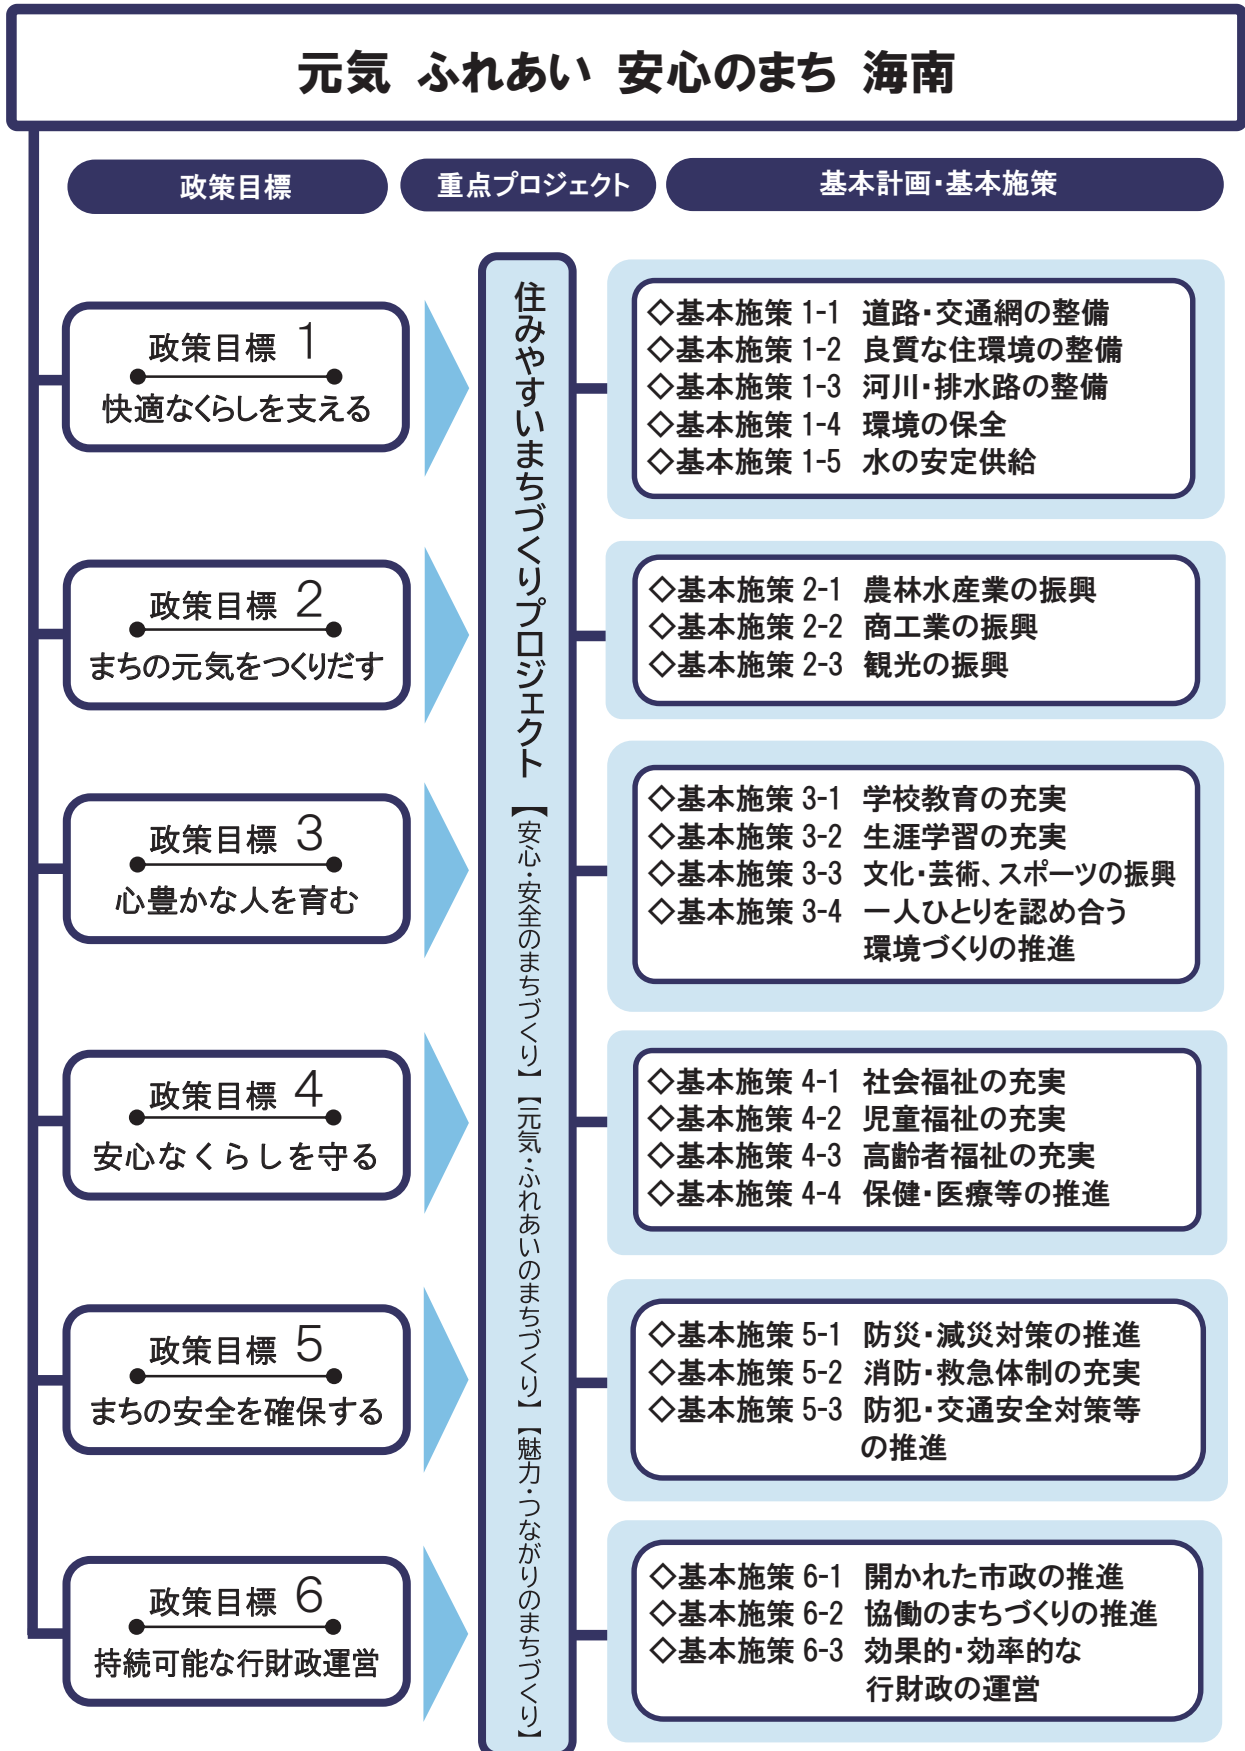 元気 ふれあい 安心のまち 海南
政策目標
重点プロジェクト
基本計画・基本施策
政策目標 1
快適なくらしを支える
政策目標 2
まちの元気をつくりだす
政策目標 3
心豊かな人を育む
政策目標 4
安心なくらしを守る
政策目標 5
まちの安全を確保する
政策目標 6
持続可能な行財政運営
住みやすいまちづくりプロジェクト【安心・安全のまちづくり】【元気・ふれあいのまちづくり】【魅力・つながりのまちづくり】
◇基本施策 1-1 道路・交通網の整備
◇基本施策 1-2 良質な住環境の整備
◇基本施策 1-3 河川・排水路の整備
◇基本施策 1-4 環境の保全
◇基本施策 1-5 水の安定供給
◇基本施策 2-1 農林水産業の振興
◇基本施策 2-2 商工業の振興
◇基本施策 2-3 観光の振興
◇基本施策 3-1 学校教育の充実
◇基本施策 3-2 生涯学習の充実
◇基本施策 3-3 文化・芸術、スポーツの振興
◇基本施策 3-4 一人ひとりを認め合う
環境づくりの推進
◇基本施策 4-1 社会福祉の充実
◇基本施策 4-2 児童福祉の充実
◇基本施策 4-3 高齢者福祉の充実
◇基本施策 4-4 保健・医療等の推進
◇基本施策 5-1 防災・減災対策の推進
◇基本施策 5-2 消防・救急体制の充実
◇基本施策 5-3 防犯・交通安全対策等
の推進
◇基本施策 6-1 開かれた市政の推進
◇基本施策 6-2 協働のまちづくりの推進
◇基本施策 6-3 効果的・効率的な
行財政の運営